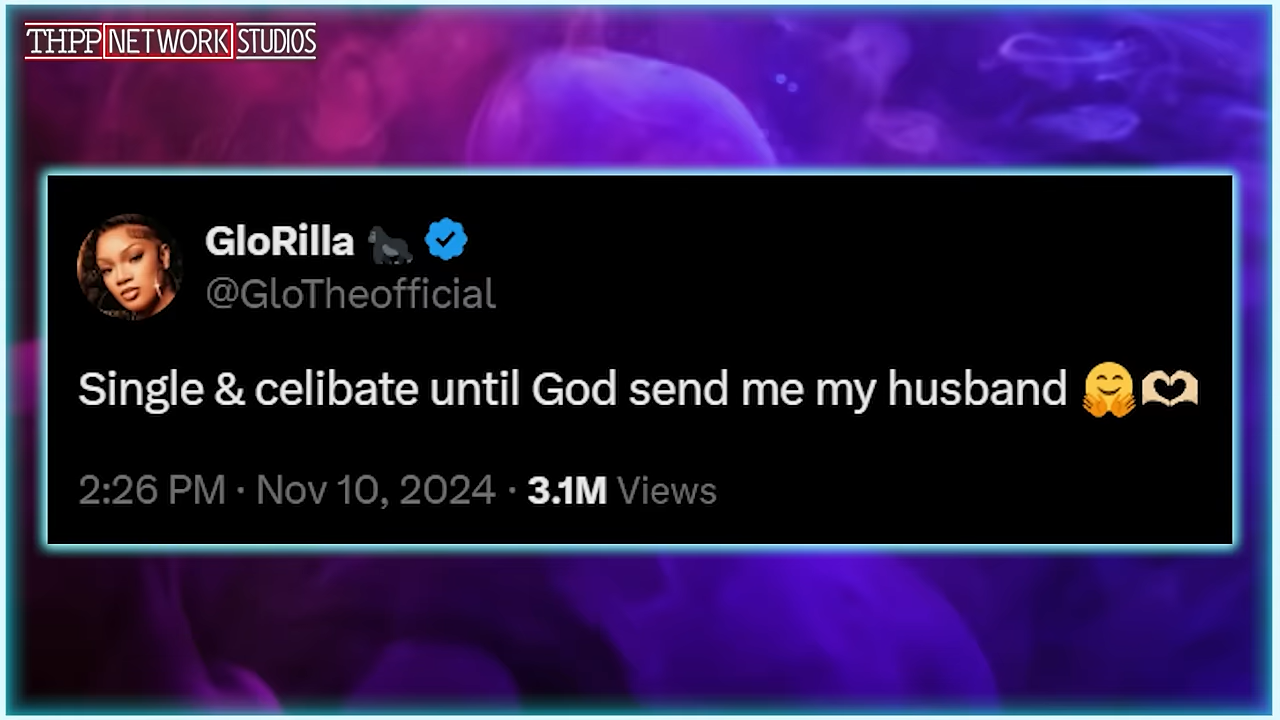 THPP NETWORK STUDIOS
GloRilla 🦍
@GloTheofficial
Single & celibate until God send me my husband 🤗🫶🏼
2:26 PM · Nov 10, 2024 · 3.1M Views